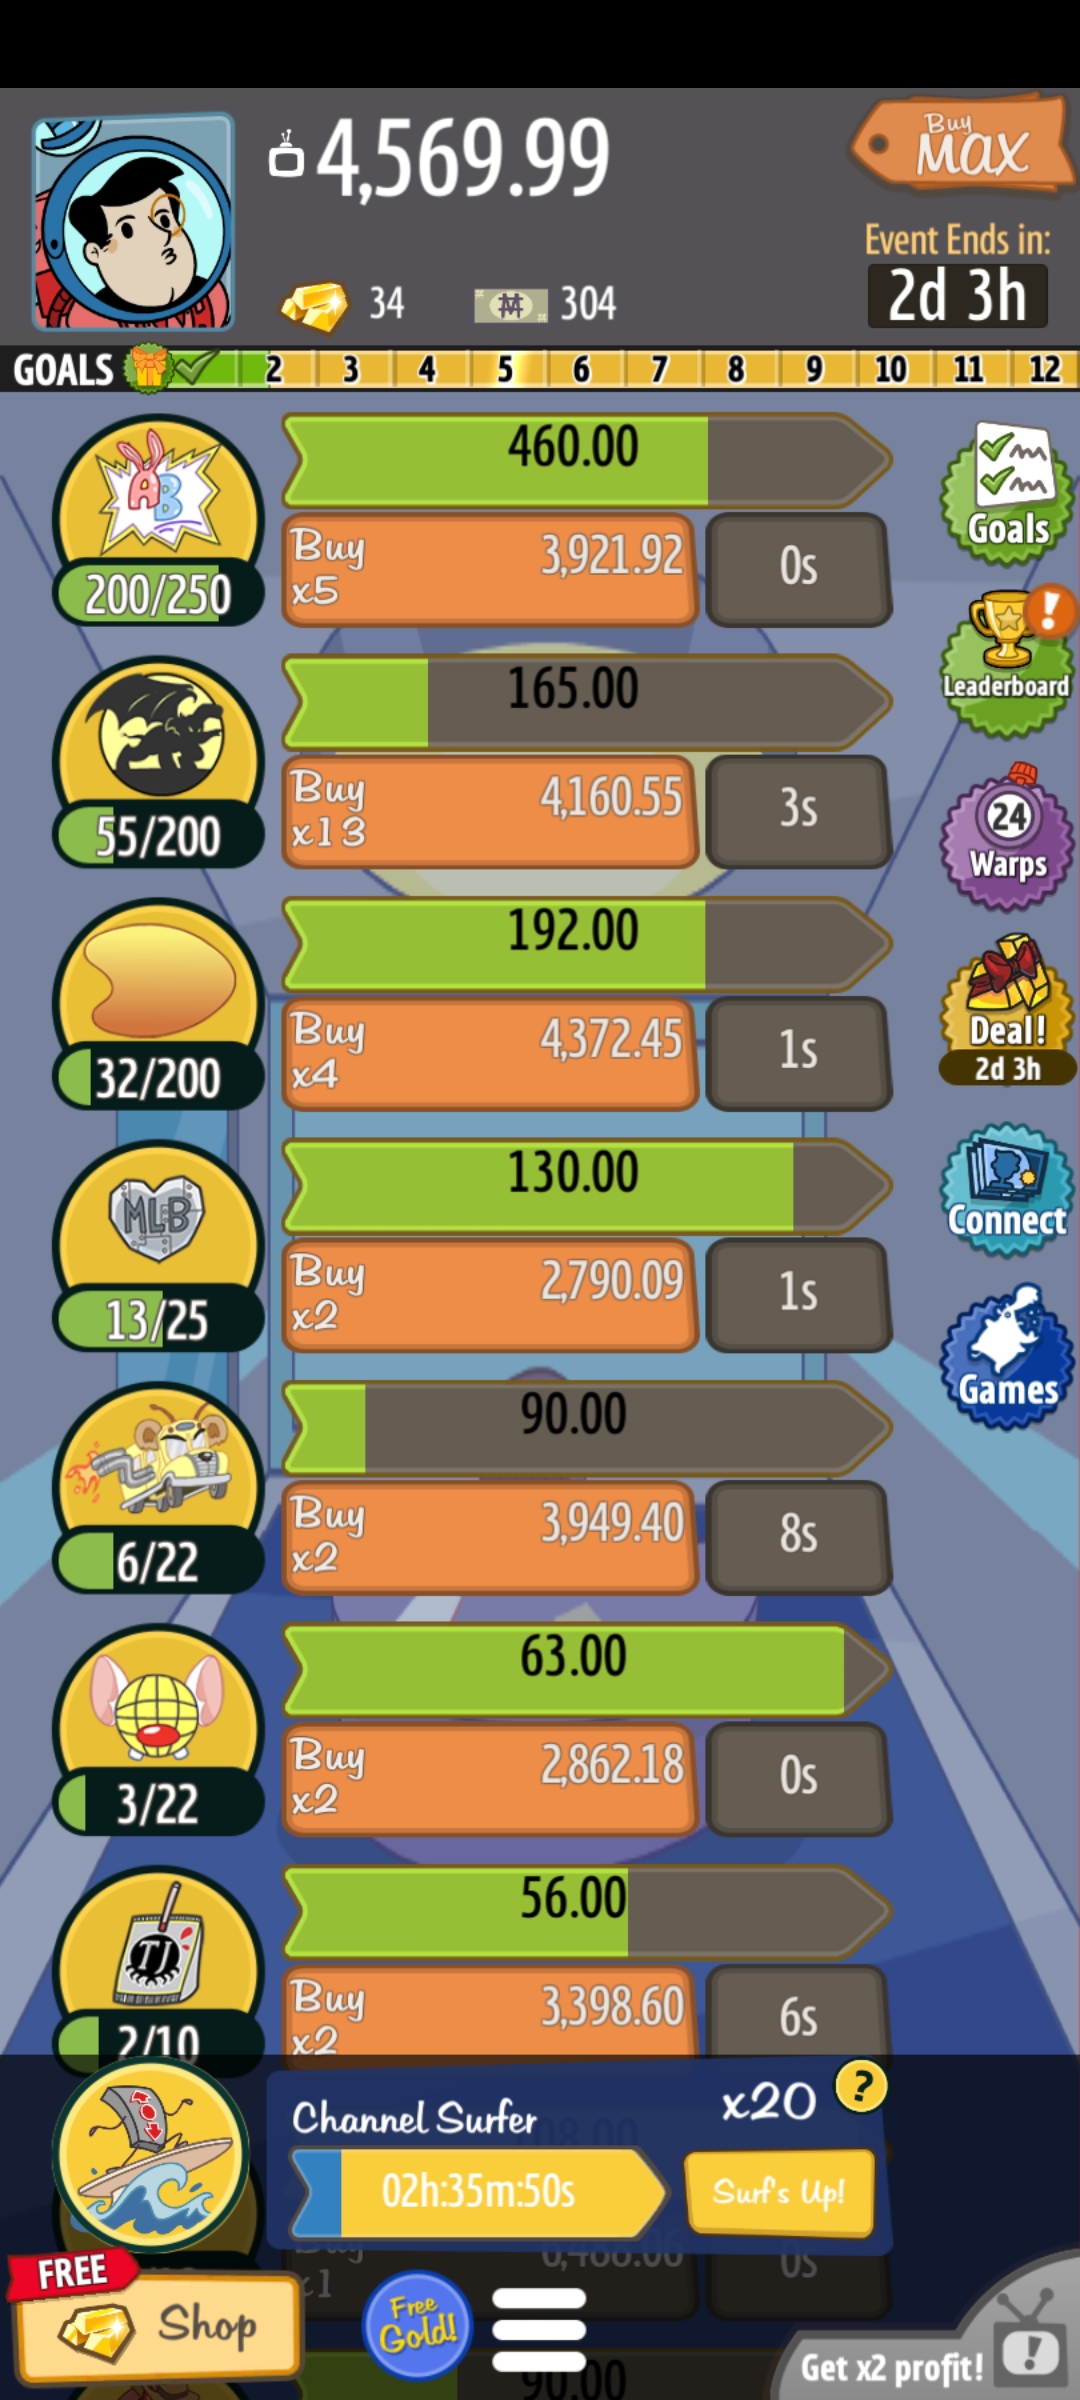 4,569.99
Buy
MAX
Event Ends in:
2d 3h
34
304
GOALS 2 3 4 5 6 7 8 9 10 11 12
AB
460.00
Buy
x5
3,921.92
0s
200/250
Goals
165.00
Buy
x13
4,160.55
3s
55/200
Leaderboard
192.00
Buy
x4
4,372.45
1s
32/200
24
Warps
Deal!
2d 3h
MLB
130.00
Buy
x2
2,790.09
1s
13/25
Connect
90.00
Buy
x2
3,949.40
8s
6/22
Games
63.00
Buy
x2
2,862.18
0s
3/22
TJ
56.00
Buy
x2
3,398.60
6s
2/10
Channel Surfer
x20
?
02h:35m:50s
Surf's Up!
Buy
x1
0s
FREE
Shop
Free
Gold!
Get x2 profit!
90.00